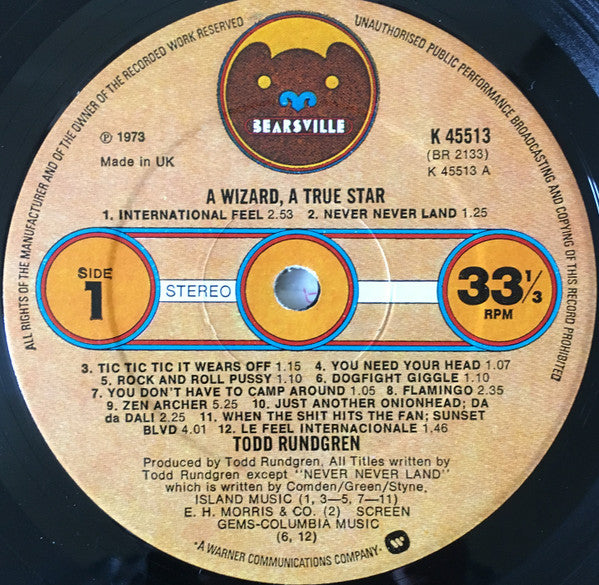 ALL RIGHTS OF THE MANUFACTURER AND OF THE OWNER OF THE RECORDED WORK RESERVED
UNAUTHORISED PUBLIC PERFORMANCE BROADCASTING AND COPYING OF THIS RECORD PROHIBITED
BEARSVILLE
℗ 1973
Made in UK
K 45513
(BR 2133)
K 45513 A
A WIZARD, A TRUE STAR
1. INTERNATIONAL FEEL 2.53 2. NEVER NEVER LAND 1.25
SIDE
1
STEREO
33 1/3
RPM
3. TIC TIC TIC IT WEARS OFF 1.15 4. YOU NEED YOUR HEAD 1.07
5. ROCK AND ROLL PUSSY 1.10 6. DOGFIGHT GIGGLE 1.10
7. YOU DON'T HAVE TO CAMP AROUND 1.05 8. FLAMINGO 2.35
9. ZEN ARCHER 5.25 10. JUST ANOTHER ONIONHEAD; DA
da DALI 2.25 11. WHEN THE SHIT HITS THE FAN; SUNSET
BLVD 4.01 12. LE FEEL INTERNACIONALE 1.46
TODD RUNDGREN
Produced by Todd Rundgren. All Titles written by
Todd Rundgren except "NEVER NEVER LAND"
which is written by Comden/Green/Styne.
ISLAND MUSIC (1, 3—5, 7—11)
E. H. MORRIS & CO. (2) SCREEN
GEMS-COLUMBIA MUSIC
(6, 12)
• A WARNER COMMUNICATIONS COMPANY •